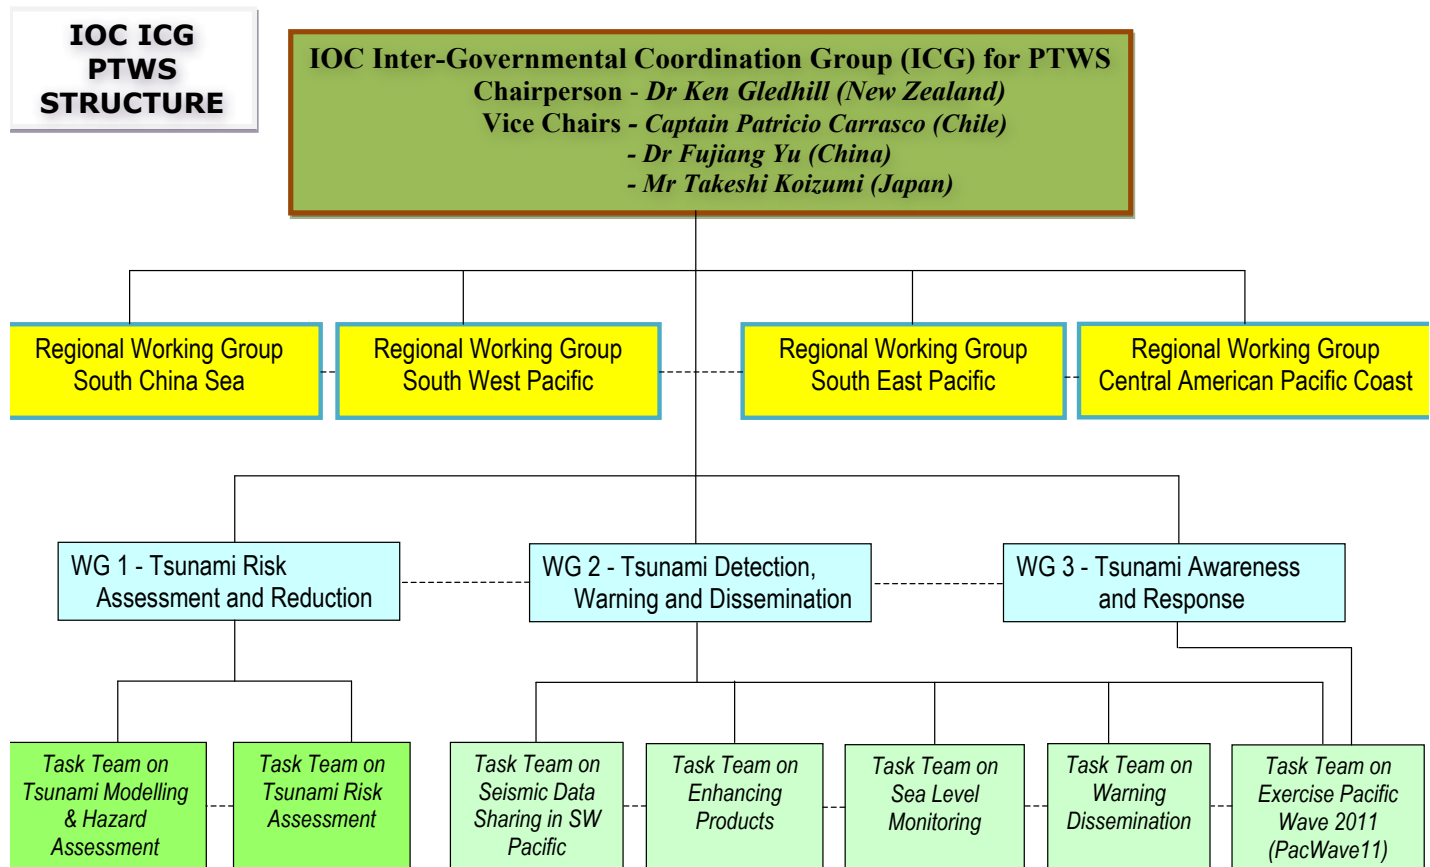 IOC ICG
PTWS
STRUCTURE
IOC Inter-Governmental Coordination Group (ICG) for PTWS
Chairperson - Dr Ken Gledhill (New Zealand)
Vice Chairs - Captain Patricio Carrasco (Chile)
- Dr Fujiang Yu (China)
- Mr Takeshi Koizumi (Japan)
Regional Working Group
South China Sea
Regional Working Group
South West Pacific
Regional Working Group
South East Pacific
Regional Working Group
Central American Pacific Coast
WG 1 - Tsunami Risk
Assessment and Reduction
WG 2 - Tsunami Detection,
Warning and Dissemination
WG 3 - Tsunami Awareness
and Response
Task Team on
Tsunami Modelling
& Hazard
Assessment
Task Team on
Tsunami Risk
Assessment
Task Team on
Seismic Data
Sharing in SW
Pacific
Task Team on
Enhancing
Products
Task Team on
Sea Level
Monitoring
Task Team on
Warning
Dissemination
Task Team on
Exercise Pacific
Wave 2011
(PacWave11)